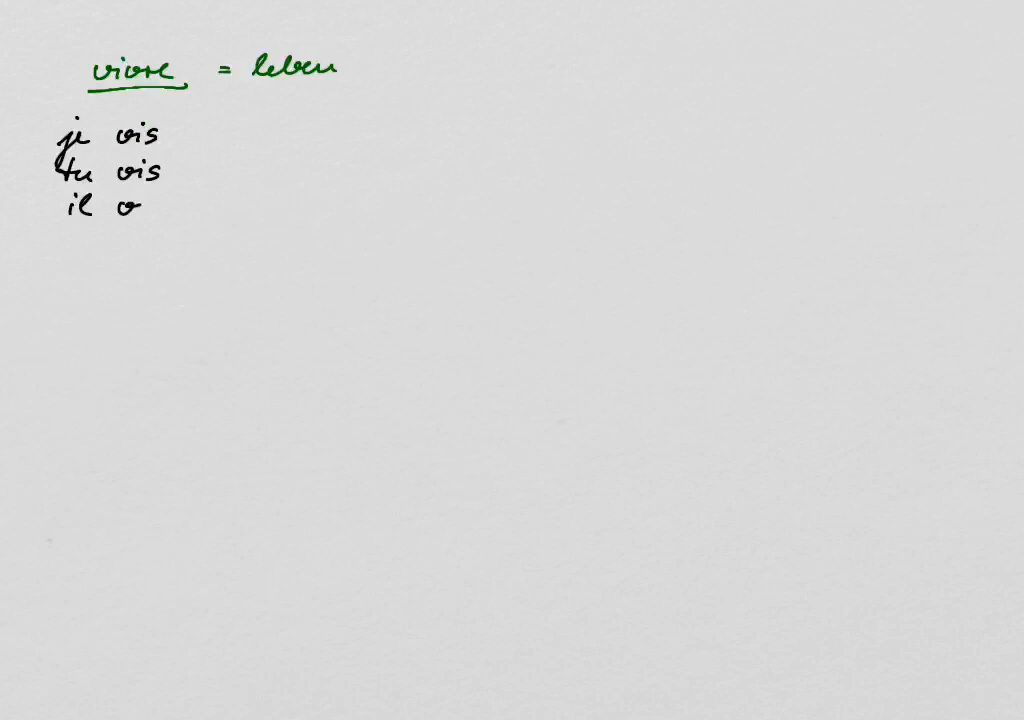 vivre = leben
je vis
tu vis
il v